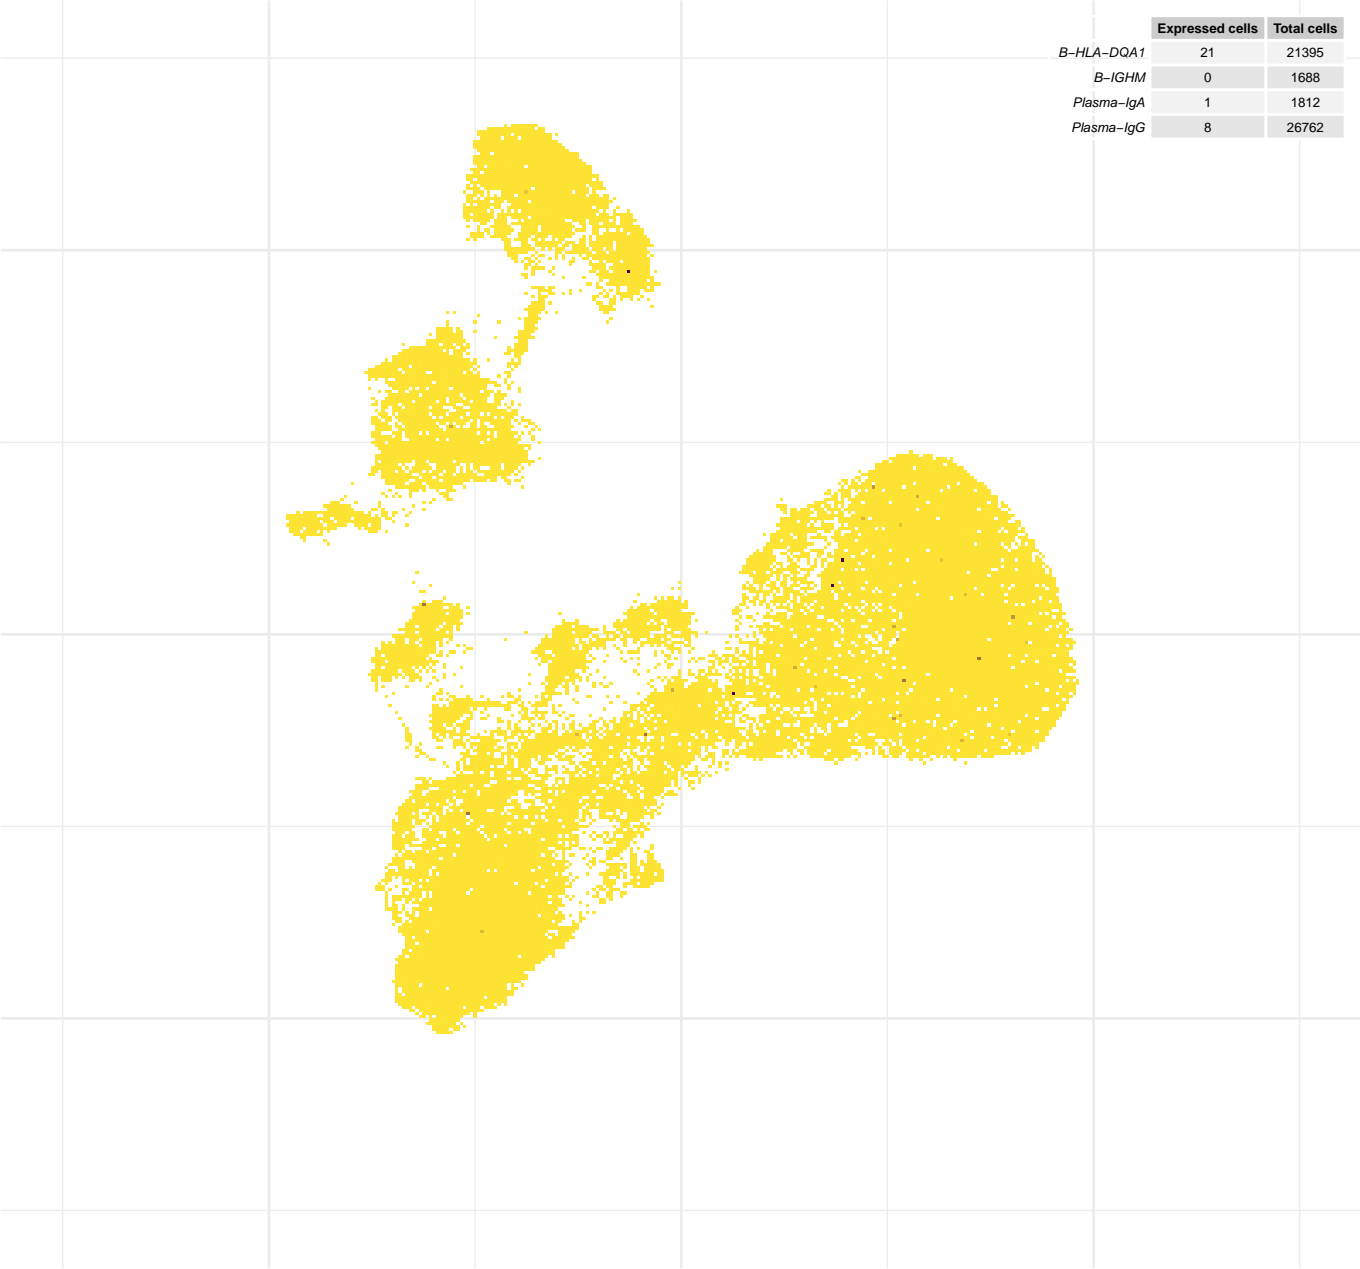 Expressed cells Total cells
B−HLA−DQA1 21 21395
B−IGHM 0 1688
Plasma−IgA 1 1812
Plasma−IgG 8 26762